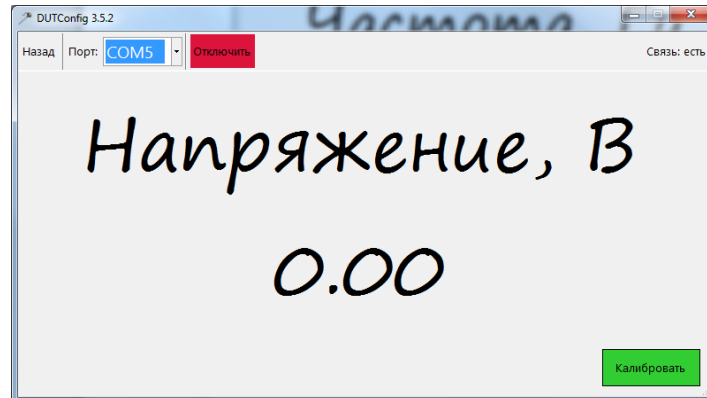 DUTConfig 3.5.2
Назад Порт: COM5 Отключить Связь: есть
Напряжение, В
0.00
Калибровать